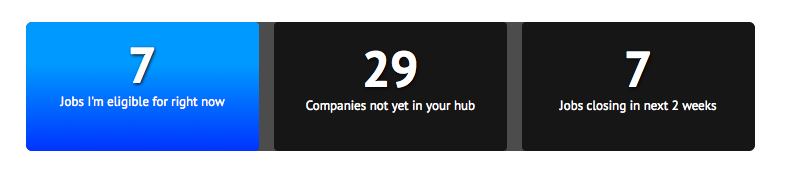 7
Jobs I'm eligible for right now
29
Companies not yet in your hub
7
Jobs closing in next 2 weeks